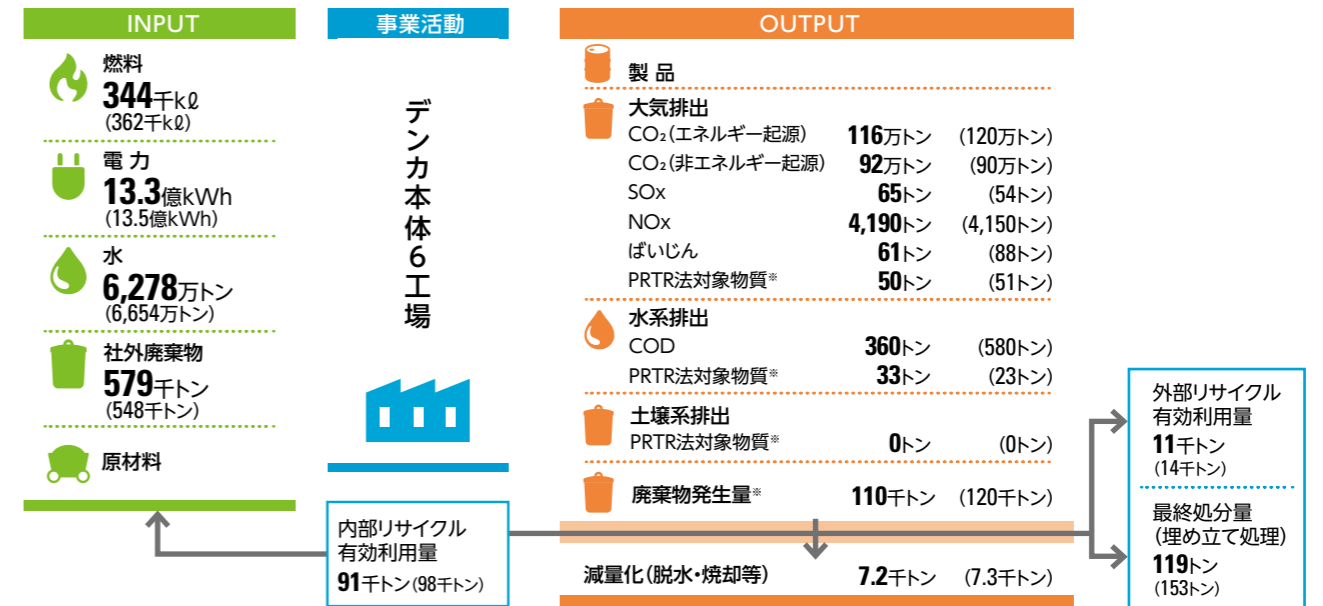 INPUT
燃料
344千kℓ
(362千kℓ)
電 力
13.3億kWh
(13.5億kWh)
水
6,278万トン
(6,654万トン)
社外廃棄物
579千トン
(548千トン)
原材料
事業活動
デンカ本体6工場
内部リサイクル
有効利用量
91千トン(98千トン)
OUTPUT
製 品
大気排出
CO₂(エネルギー起源) 116万トン (120万トン)
CO₂(非エネルギー起源) 92万トン (90万トン)
SOx 65トン (54トン)
NOx 4,190トン (4,150トン)
ばいじん 61トン (88トン)
PRTR法対象物質※ 50トン (51トン)
水系排出
COD 360トン (580トン)
PRTR法対象物質※ 33トン (23トン)
土壌系排出
PRTR法対象物質※ 0トン (0トン)
廃棄物発生量※ 110千トン (120千トン)
減量化(脱水・焼却等) 7.2千トン (7.3千トン)
外部リサイクル
有効利用量
11千トン
(14千トン)
最終処分量
(埋め立て処理)
119トン
(153トン)